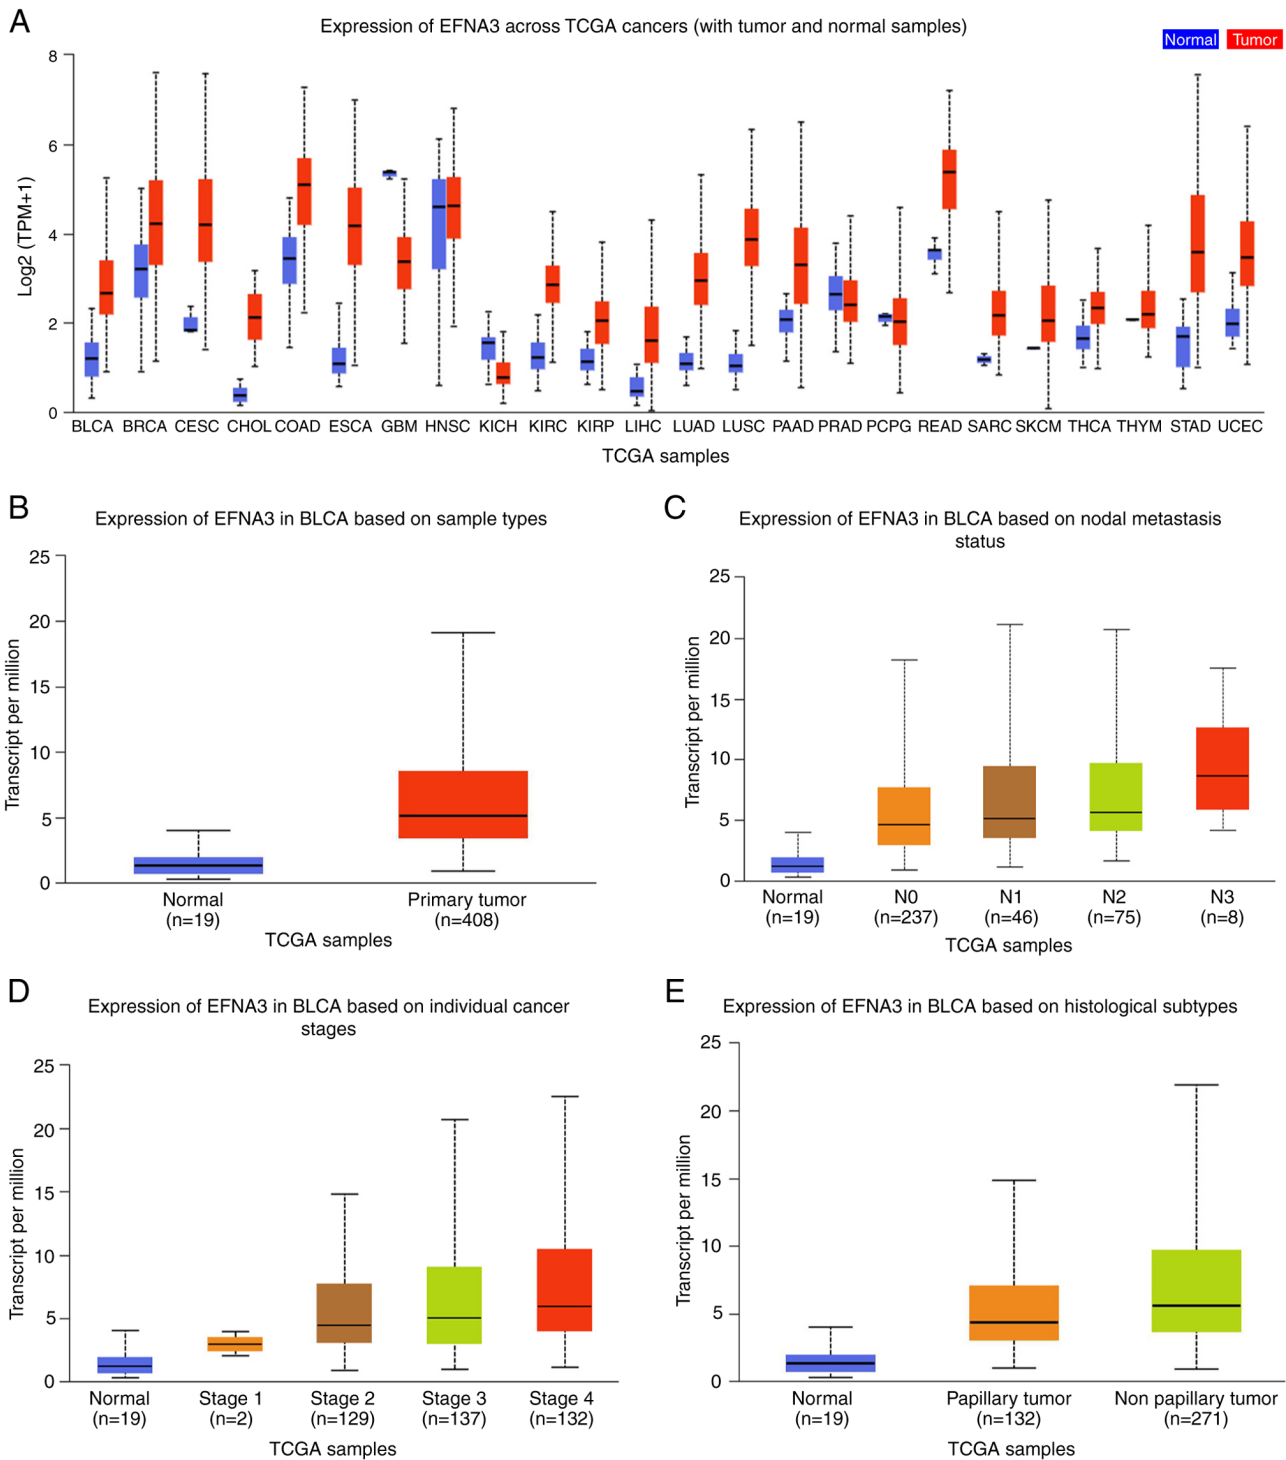 A
Expression of EFNA3 across TCGA cancers (with tumor and normal samples)
Normal Tumor
Log2 (TPM+1)
8
6
4
2
0
BLCA BRCA CESC CHOL COAD ESCA GBM HNSC KICH KIRC KIRP LIHC LUAD LUSC PAAD PRAD PCPG READ SARC SKCM THCA THYM STAD UCEC
TCGA samples
B
Expression of EFNA3 in BLCA based on sample types
Transcript per million
25
20
15
10
5
0
Normal Primary tumor
(n=19) (n=408)
TCGA samples
C
Expression of EFNA3 in BLCA based on nodal metastasis
status
Transcript per million
25
20
15
10
5
0
Normal N0 N1 N2 N3
(n=19) (n=237) (n=46) (n=75) (n=8)
TCGA samples
D
Expression of EFNA3 in BLCA based on individual cancer
stages
Transcript per million
25
20
15
10
5
0
Normal Stage 1 Stage 2 Stage 3 Stage 4
(n=19) (n=2) (n=129) (n=137) (n=132)
TCGA samples
E
Expression of EFNA3 in BLCA based on histological subtypes
Transcript per million
25
20
15
10
5
0
Normal Papillary tumor Non papillary tumor
(n=19) (n=132) (n=271)
TCGA samples